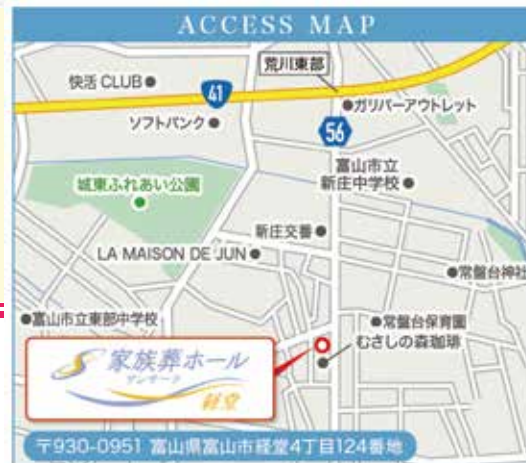 ACCESS MAP
荒川東部
快活 CLUB
41
ガリバーアウトレット
ソフトバンク
56
富山市立
新庄中学校
城東ふれあい公園
新庄交番
LA MAISON DE JUN
常盤台神社
富山市立東部中学校
常盤台保育園
むさしの森珈琲
家族葬ホール
アンサート
経堂
〒930-0951 富山県富山市経堂4丁目124番地